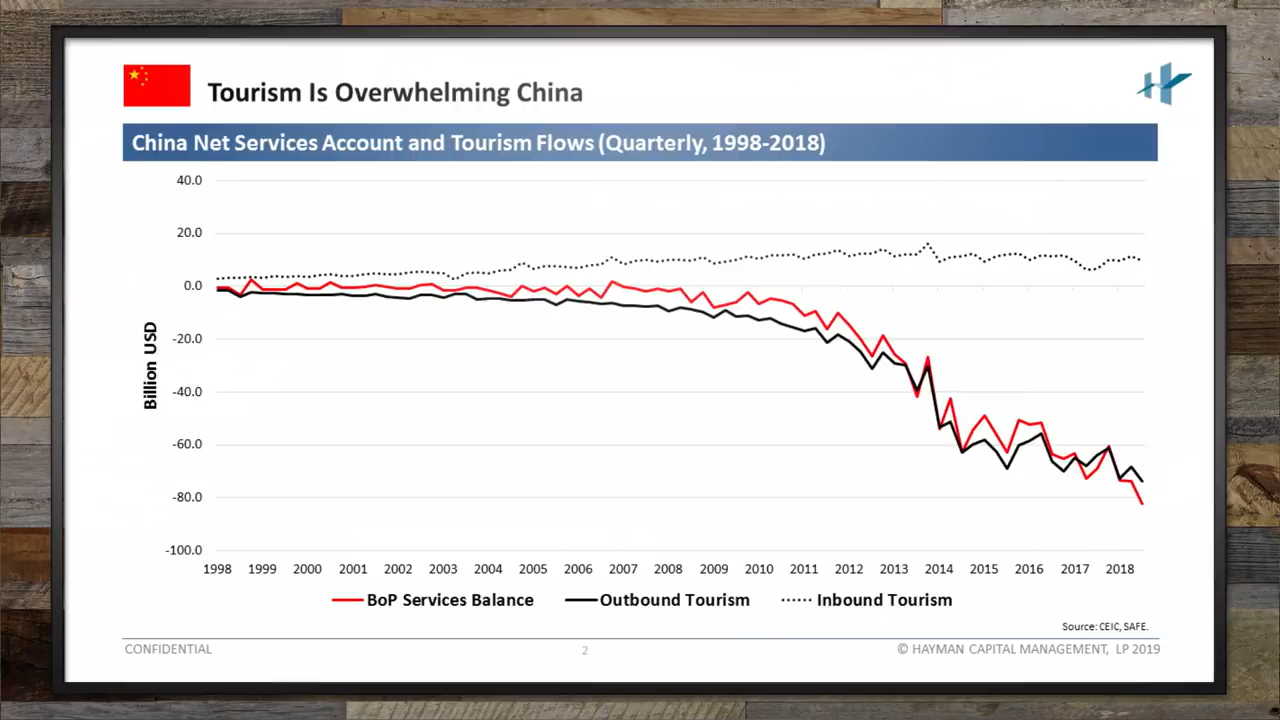 Tourism Is Overwhelming China
China Net Services Account and Tourism Flows (Quarterly, 1998-2018)
40.0
20.0
0.0
-20.0
-40.0
-60.0
-80.0
-100.0
Billion USD
1998 1999 2000 2001 2002 2003 2004 2005 2006 2007 2008 2009 2010 2011 2012 2013 2014 2015 2016 2017 2018
BoP Services Balance Outbound Tourism Inbound Tourism
Source: CEIC, SAFE.
CONFIDENTIAL 2 © HAYMAN CAPITAL MANAGEMENT, LP 2019